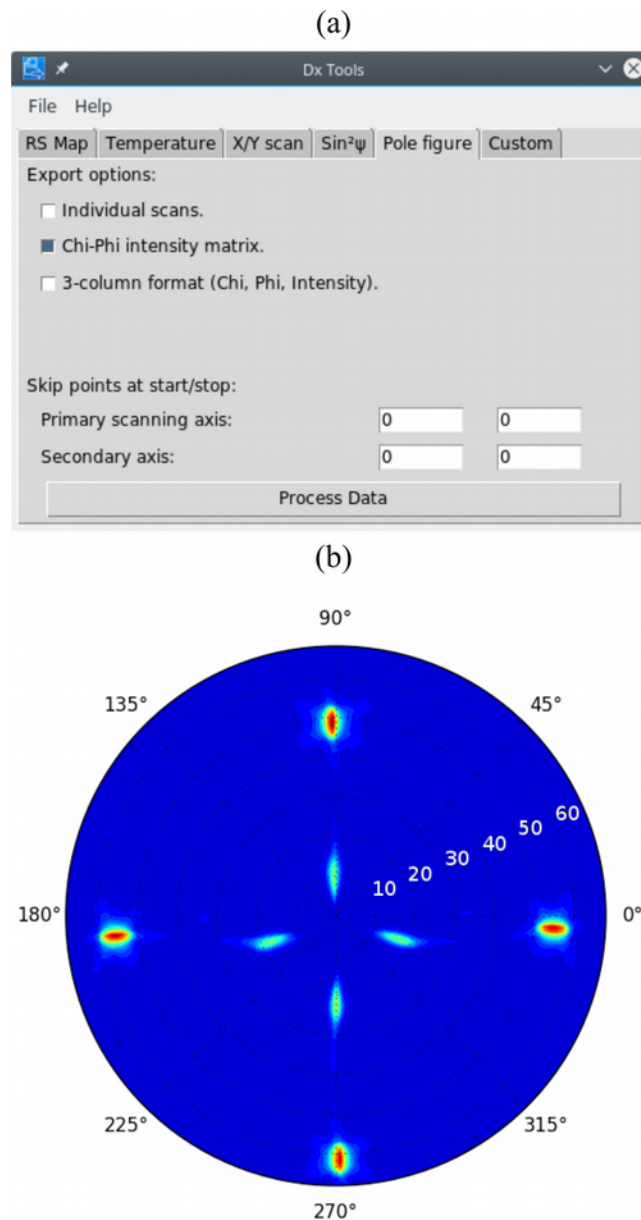 (a)
Dx Tools
File Help
RS Map Temperature X/Y scan Sin²ψ Pole figure Custom
Export options:
Individual scans.
Chi-Phi intensity matrix.
3-column format (Chi, Phi, Intensity).
Skip points at start/stop:
Primary scanning axis: 0 0
Secondary axis: 0 0
Process Data
(b)
90°
135° 45°
10 20 30 40 50 60
180° 0°
225° 315°
270°